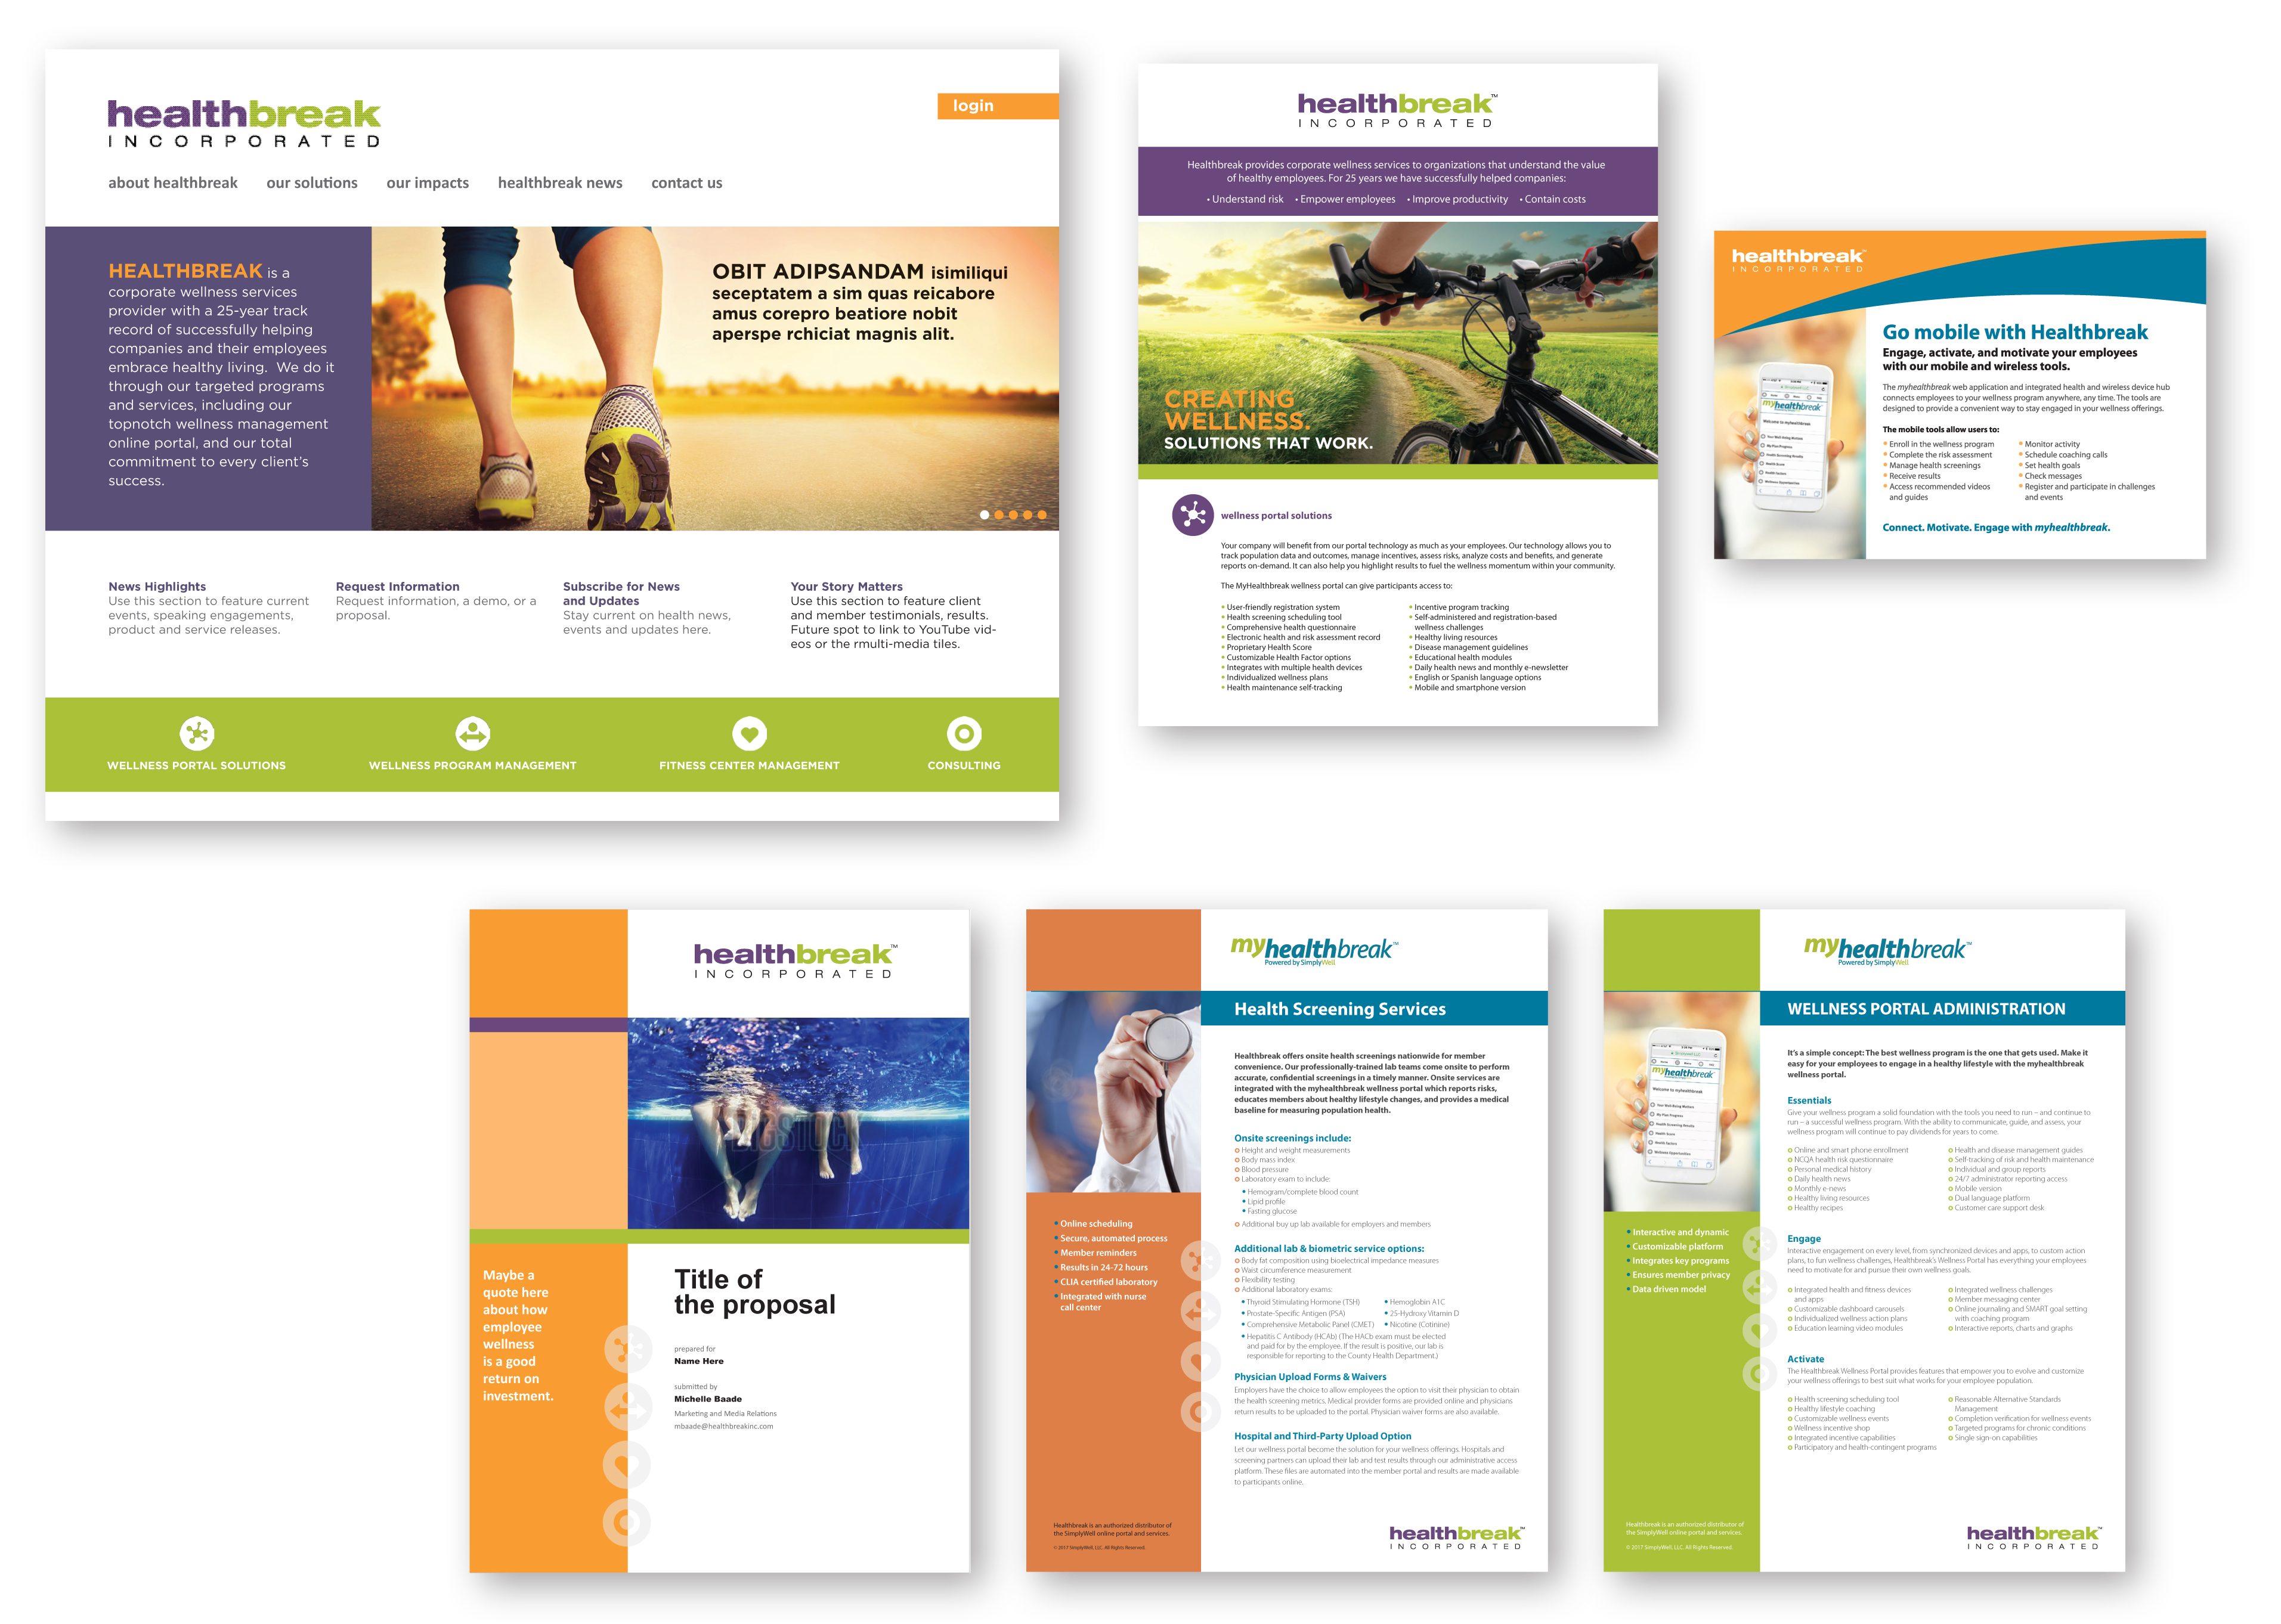 healthbreak
INCORPORATED
login
about healthbreak our solutions our impacts healthbreak news contact us
HEALTHBREAK is a
corporate wellness services
provider with a 25-year track
record of successfully helping
companies and their employees
embrace healthy living. We do it
through our targeted programs
and services, including our
topnotch wellness management
online portal, and our total
commitment to every client's
success.
OBIT ADIPSANDAM isimiliqui
seceptatem a sim quas reicabore
amus corepro beatiore nobit
aperspe rchiciat magnis alit.
News Highlights
Use this section to feature current
events, speaking engagements,
product and service releases.
Request Information
Request information, a demo, or a
proposal.
Subscribe for News
and Updates
Stay current on health news,
events and updates here.
Your Story Matters
Use this section to feature client
and member testimonials, results.
Future spot to link to YouTube vid-
eos or the rmulti-media tiles.
WELLNESS PORTAL SOLUTIONS
WELLNESS PROGRAM MANAGEMENT
FITNESS CENTER MANAGEMENT
CONSULTING
healthbreak™
INCORPORATED
Healthbreak provides corporate wellness services to organizations that understand the value
of healthy employees. For 25 years we have successfully helped companies:
• Understand risk • Empower employees • Improve productivity • Contain costs
CREATING
WELLNESS.
SOLUTIONS THAT WORK.
wellness portal solutions
Your company will benefit from our portal technology as much as your employees. Our technology allows you to
track population data and outcomes, manage incentives, assess risks, analyze costs and benefits, and generate
reports on-demand. It can also help you highlight results to fuel the wellness momentum within your community.
The MyHealthbreak wellness portal can give participants access to:
• User-friendly registration system
• Health screening scheduling tool
• Comprehensive health questionnaire
• Electronic health and risk assessment record
• Proprietary Health Score
• Customizable Health Factor options
• Integrates with multiple health devices
• Individualized wellness plans
• Health maintenance self-tracking
• Incentive program tracking
• Self-administered and registration-based
wellness challenges
• Healthy living resources
• Disease management guidelines
• Educational health modules
• Daily health news and monthly e-newsletter
• English or Spanish language options
• Mobile and smartphone version
healthbreak™
INCORPORATED
myhealthbreak
Welcome to myhealthbreak
Your Well-Being Matters
My Plan Progress
Health Screening Results
Health Score
Health Factors
Wellness Opportunities
Go mobile with Healthbreak
Engage, activate, and motivate your employees
with our mobile and wireless tools.
The myhealthbreak web application and integrated health and wireless device hub
connects employees to your wellness program anywhere, any time. The tools are
designed to provide a convenient way to stay engaged in your wellness offerings.
The mobile tools allow users to:
• Enroll in the wellness program
• Complete the risk assessment
• Manage health screenings
• Receive results
• Access recommended videos
and guides
• Monitor activity
• Schedule coaching calls
• Set health goals
• Check messages
• Register and participate in challenges
and events
Connect. Motivate. Engage with myhealthbreak.
healthbreak™
INCORPORATED
BIGSTOCK
Maybe a
quote here
about how
employee
wellness
is a good
return on
investment.
Title of
the proposal
prepared for
Name Here
submitted by
Michelle Baade
Marketing and Media Relations
mbaade@healthbreakinc.com
myhealthbreak™
Powered by SimplyWell
Health Screening Services
Healthbreak offers onsite health screenings nationwide for member
convenience. Our professionally-trained lab teams come onsite to perform
accurate, confidential screenings in a timely manner. Onsite services are
integrated with the myhealthbreak wellness portal which reports risks,
educates members about healthy lifestyle changes, and provides a medical
baseline for measuring population health.
Onsite screenings include:
Height and weight measurements
Body mass index
Blood pressure
Laboratory exam to include:
• Hemogram/complete blood count
• Lipid profile
• Fasting glucose
Additional buy up lab available for employers and members
Additional lab & biometric service options:
Body fat composition using bioelectrical impedance measures
Waist circumference measurement
Flexibility testing
Additional laboratory exams:
• Thyroid Stimulating Hormone (TSH) • Hemoglobin A1C
• Prostate-Specific Antigen (PSA) • 25-Hydroxy Vitamin D
• Comprehensive Metabolic Panel (CMET) • Nicotine (Cotinine)
• Hepatitis C Antibody (HCAb) (The HACb exam must be elected
and paid for by the employee. If the result is positive, our lab is
responsible for reporting to the County Health Department.)
Physician Upload Forms & Waivers
Employers have the choice to allow employees the option to visit their physician to obtain
the health screening metrics. Medical provider forms are provided online and physicians
return results to be uploaded to the portal. Physician waiver forms are also available.
Hospital and Third-Party Upload Option
Let our wellness portal become the solution for your wellness offerings. Hospitals and
screening partners can upload their lab and test results through our administrative access
platform. These files are automated into the member portal and results are made available
to participants online.
• Online scheduling
• Secure, automated process
• Member reminders
• Results in 24-72 hours
• CLIA certified laboratory
• Integrated with nurse
call center
Healthbreak is an authorized distributor of
the SimplyWell online portal and services.
© 2017 SimplyWell, LLC. All Rights Reserved.
healthbreak™
INCORPORATED
myhealthbreak™
Powered by SimplyWell
WELLNESS PORTAL ADMINISTRATION
myhealthbreak
Welcome to myhealthbreak
Your Well-Being Matters
My Plan Progress
Health Screening Results
Health Score
Health Factors
Wellness Opportunities
It's a simple concept: The best wellness program is the one that gets used. Make it
easy for your employees to engage in a healthy lifestyle with the myhealthbreak
wellness portal.
Essentials
Give your wellness program a solid foundation with the tools you need to run – and continue to
run – a successful wellness program. With the ability to communicate, guide, and assess, your
wellness program will continue to pay dividends for years to come.
Online and smart phone enrollment
NCQA health risk questionnaire
Personal medical history
Daily health news
Monthly e-news
Healthy living resources
Healthy recipes
Health and disease management guides
Self-tracking of risk and health maintenance
Individual and group reports
24/7 administrator reporting access
Mobile version
Dual language platform
Customer care support desk
Engage
Interactive engagement on every level, from synchronized devices and apps, to custom action
plans, to fun wellness challenges, Healthbreak's Wellness Portal has everything your employees
need to motivate for and pursue their own wellness goals.
Integrated health and fitness devices
and apps
Customizable dashboard carousels
Individualized wellness action plans
Education learning video modules
Integrated wellness challenges
Member messaging center
Online journaling and SMART goal setting
with coaching program
Interactive reports, charts and graphs
Activate
The Healthbreak Wellness Portal provides features that empower you to evolve and customize
your wellness offerings to best suit what works for your employee population.
Health screening scheduling tool
Healthy lifestyle coaching
Customizable wellness events
Wellness incentive shop
Integrated incentive capabilities
Participatory and health-contingent programs
Reasonable Alternative Standards
Management
Completion verification for wellness events
Targeted programs for chronic conditions
Single sign-on capabilities
• Interactive and dynamic
• Customizable platform
• Integrates key programs
• Ensures member privacy
• Data driven model
Healthbreak is an authorized distributor of
the SimplyWell online portal and services.
© 2017 SimplyWell, LLC. All Rights Reserved.
healthbreak™
INCORPORATED